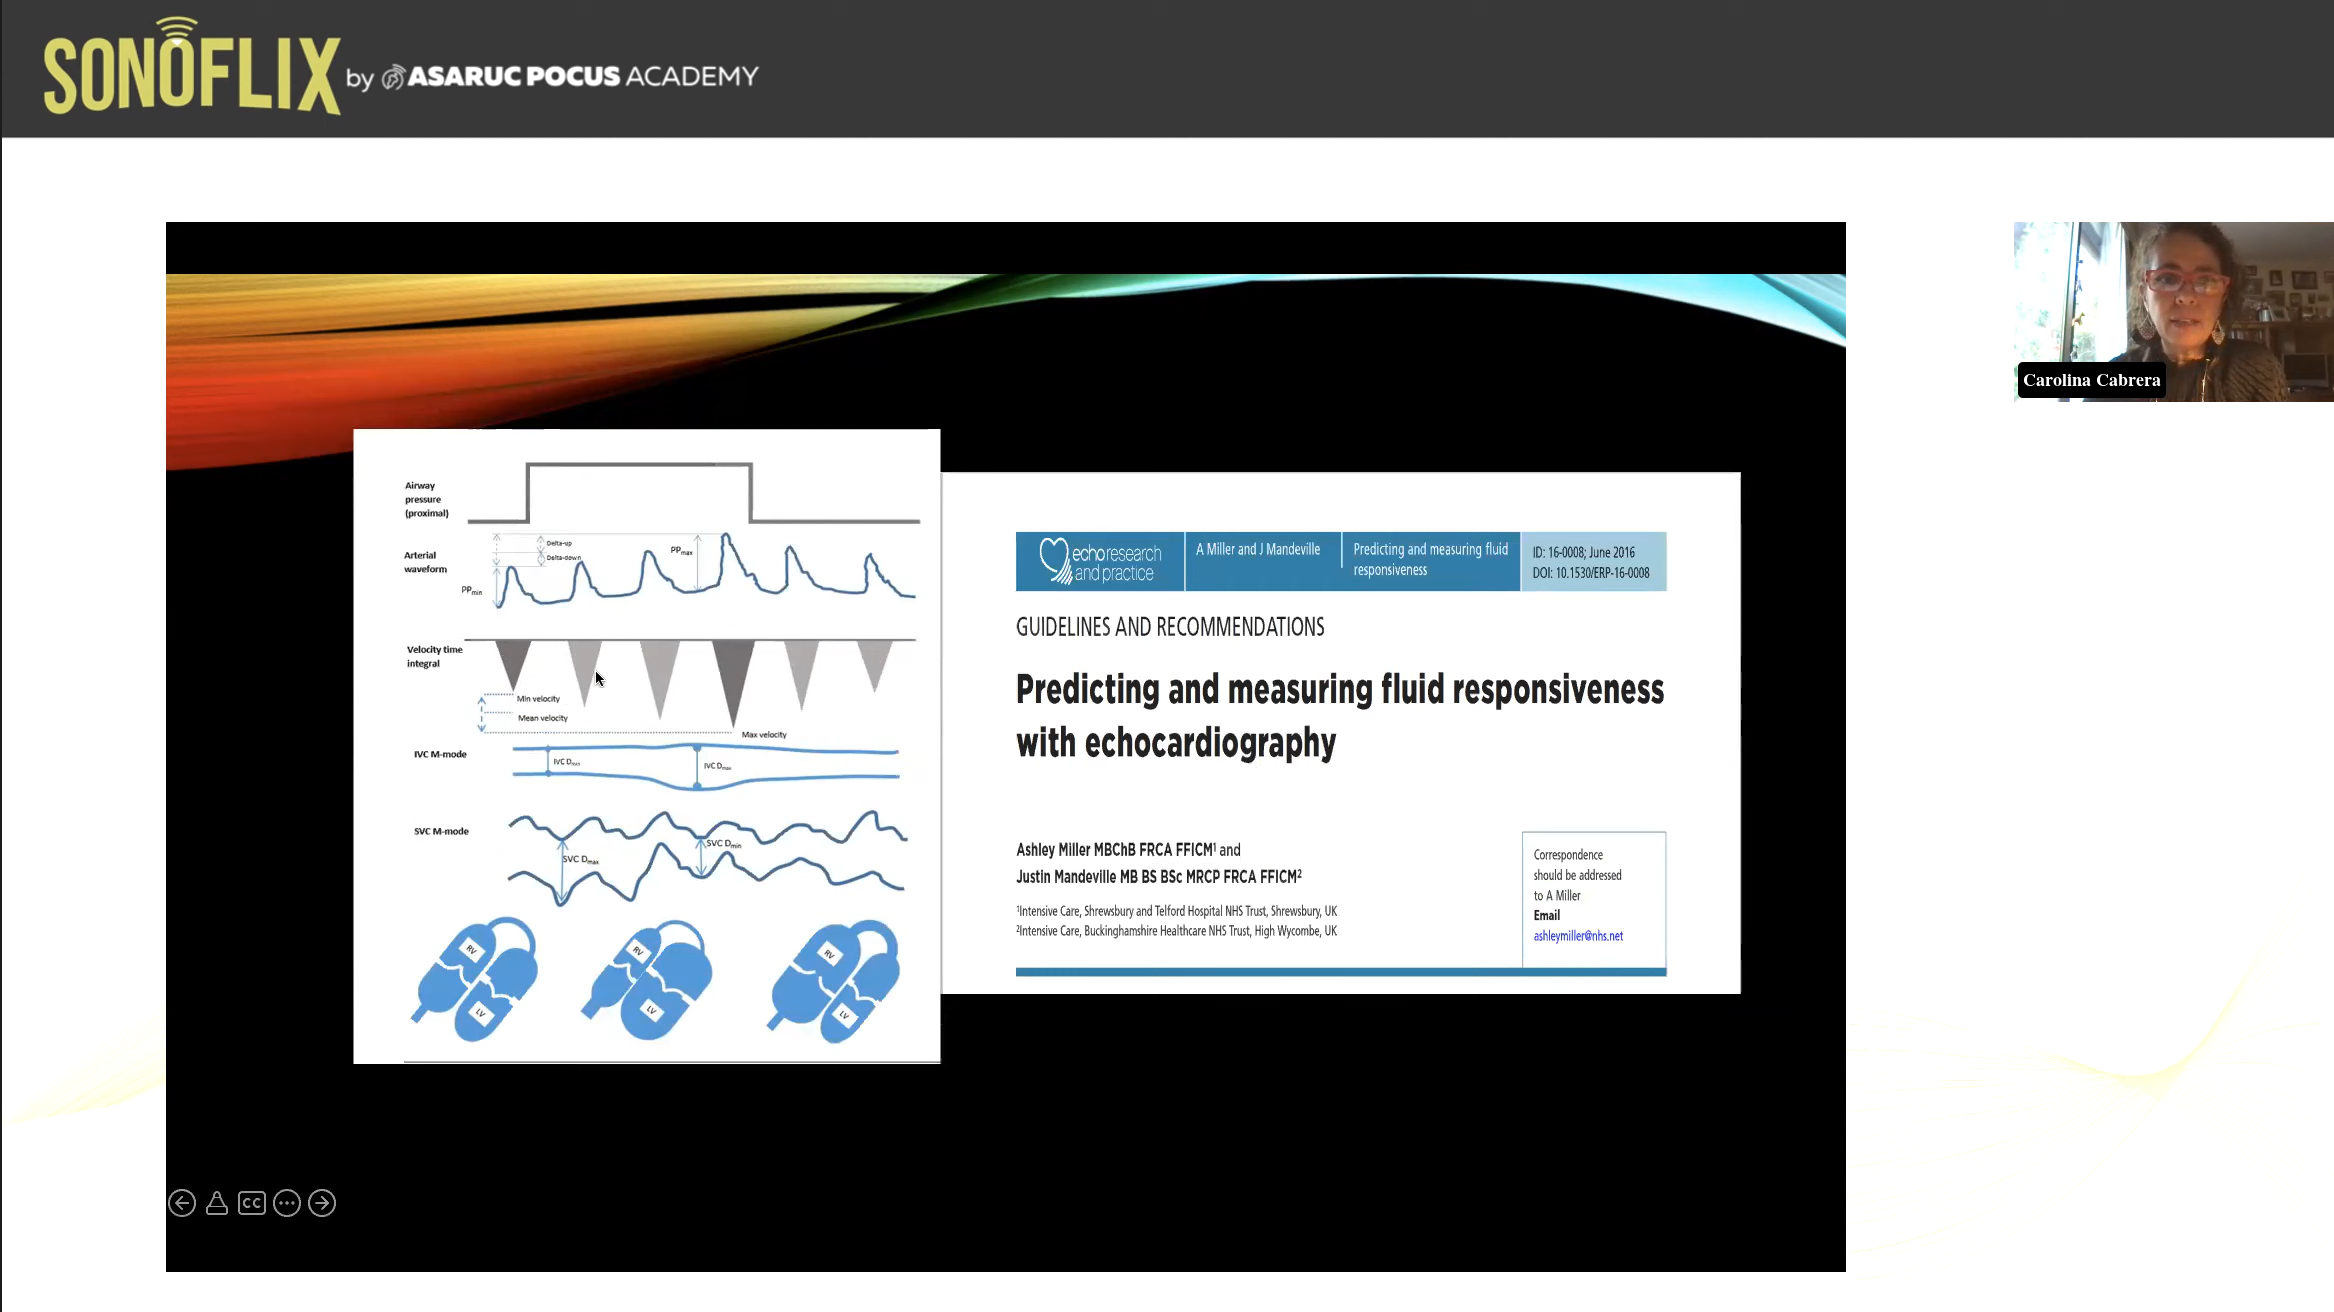 SONOFLIX by ASARUC POCUS ACADEMY
Carolina Cabrera
Airway
pressure
(proximal)
Arterial
waveform
Delta-up
Delta-down
PPmax
PPmin
Velocity time
integral
Min velocity
Mean velocity
Max velocity
IVC M-mode
IVC Dmin
IVC Dmax
SVC M-mode
SVC Dmax
SVC Dmin
RV
LV
RV
LV
RV
LV
echo research
and practice
A Miller and J Mandeville
Predicting and measuring fluid
responsiveness
ID: 16-0008; June 2016
DOI: 10.1530/ERP-16-0008
GUIDELINES AND RECOMMENDATIONS
Predicting and measuring fluid responsiveness
with echocardiography
Ashley Miller MBChB FRCA FFICM¹ and
Justin Mandeville MB BS BSc MRCP FRCA FFICM²
¹Intensive Care, Shrewsbury and Telford Hospital NHS Trust, Shrewsbury, UK
²Intensive Care, Buckinghamshire Healthcare NHS Trust, High Wycombe, UK
Correspondence
should be addressed
to A Miller
Email
ashleymiller@nhs.net
CC